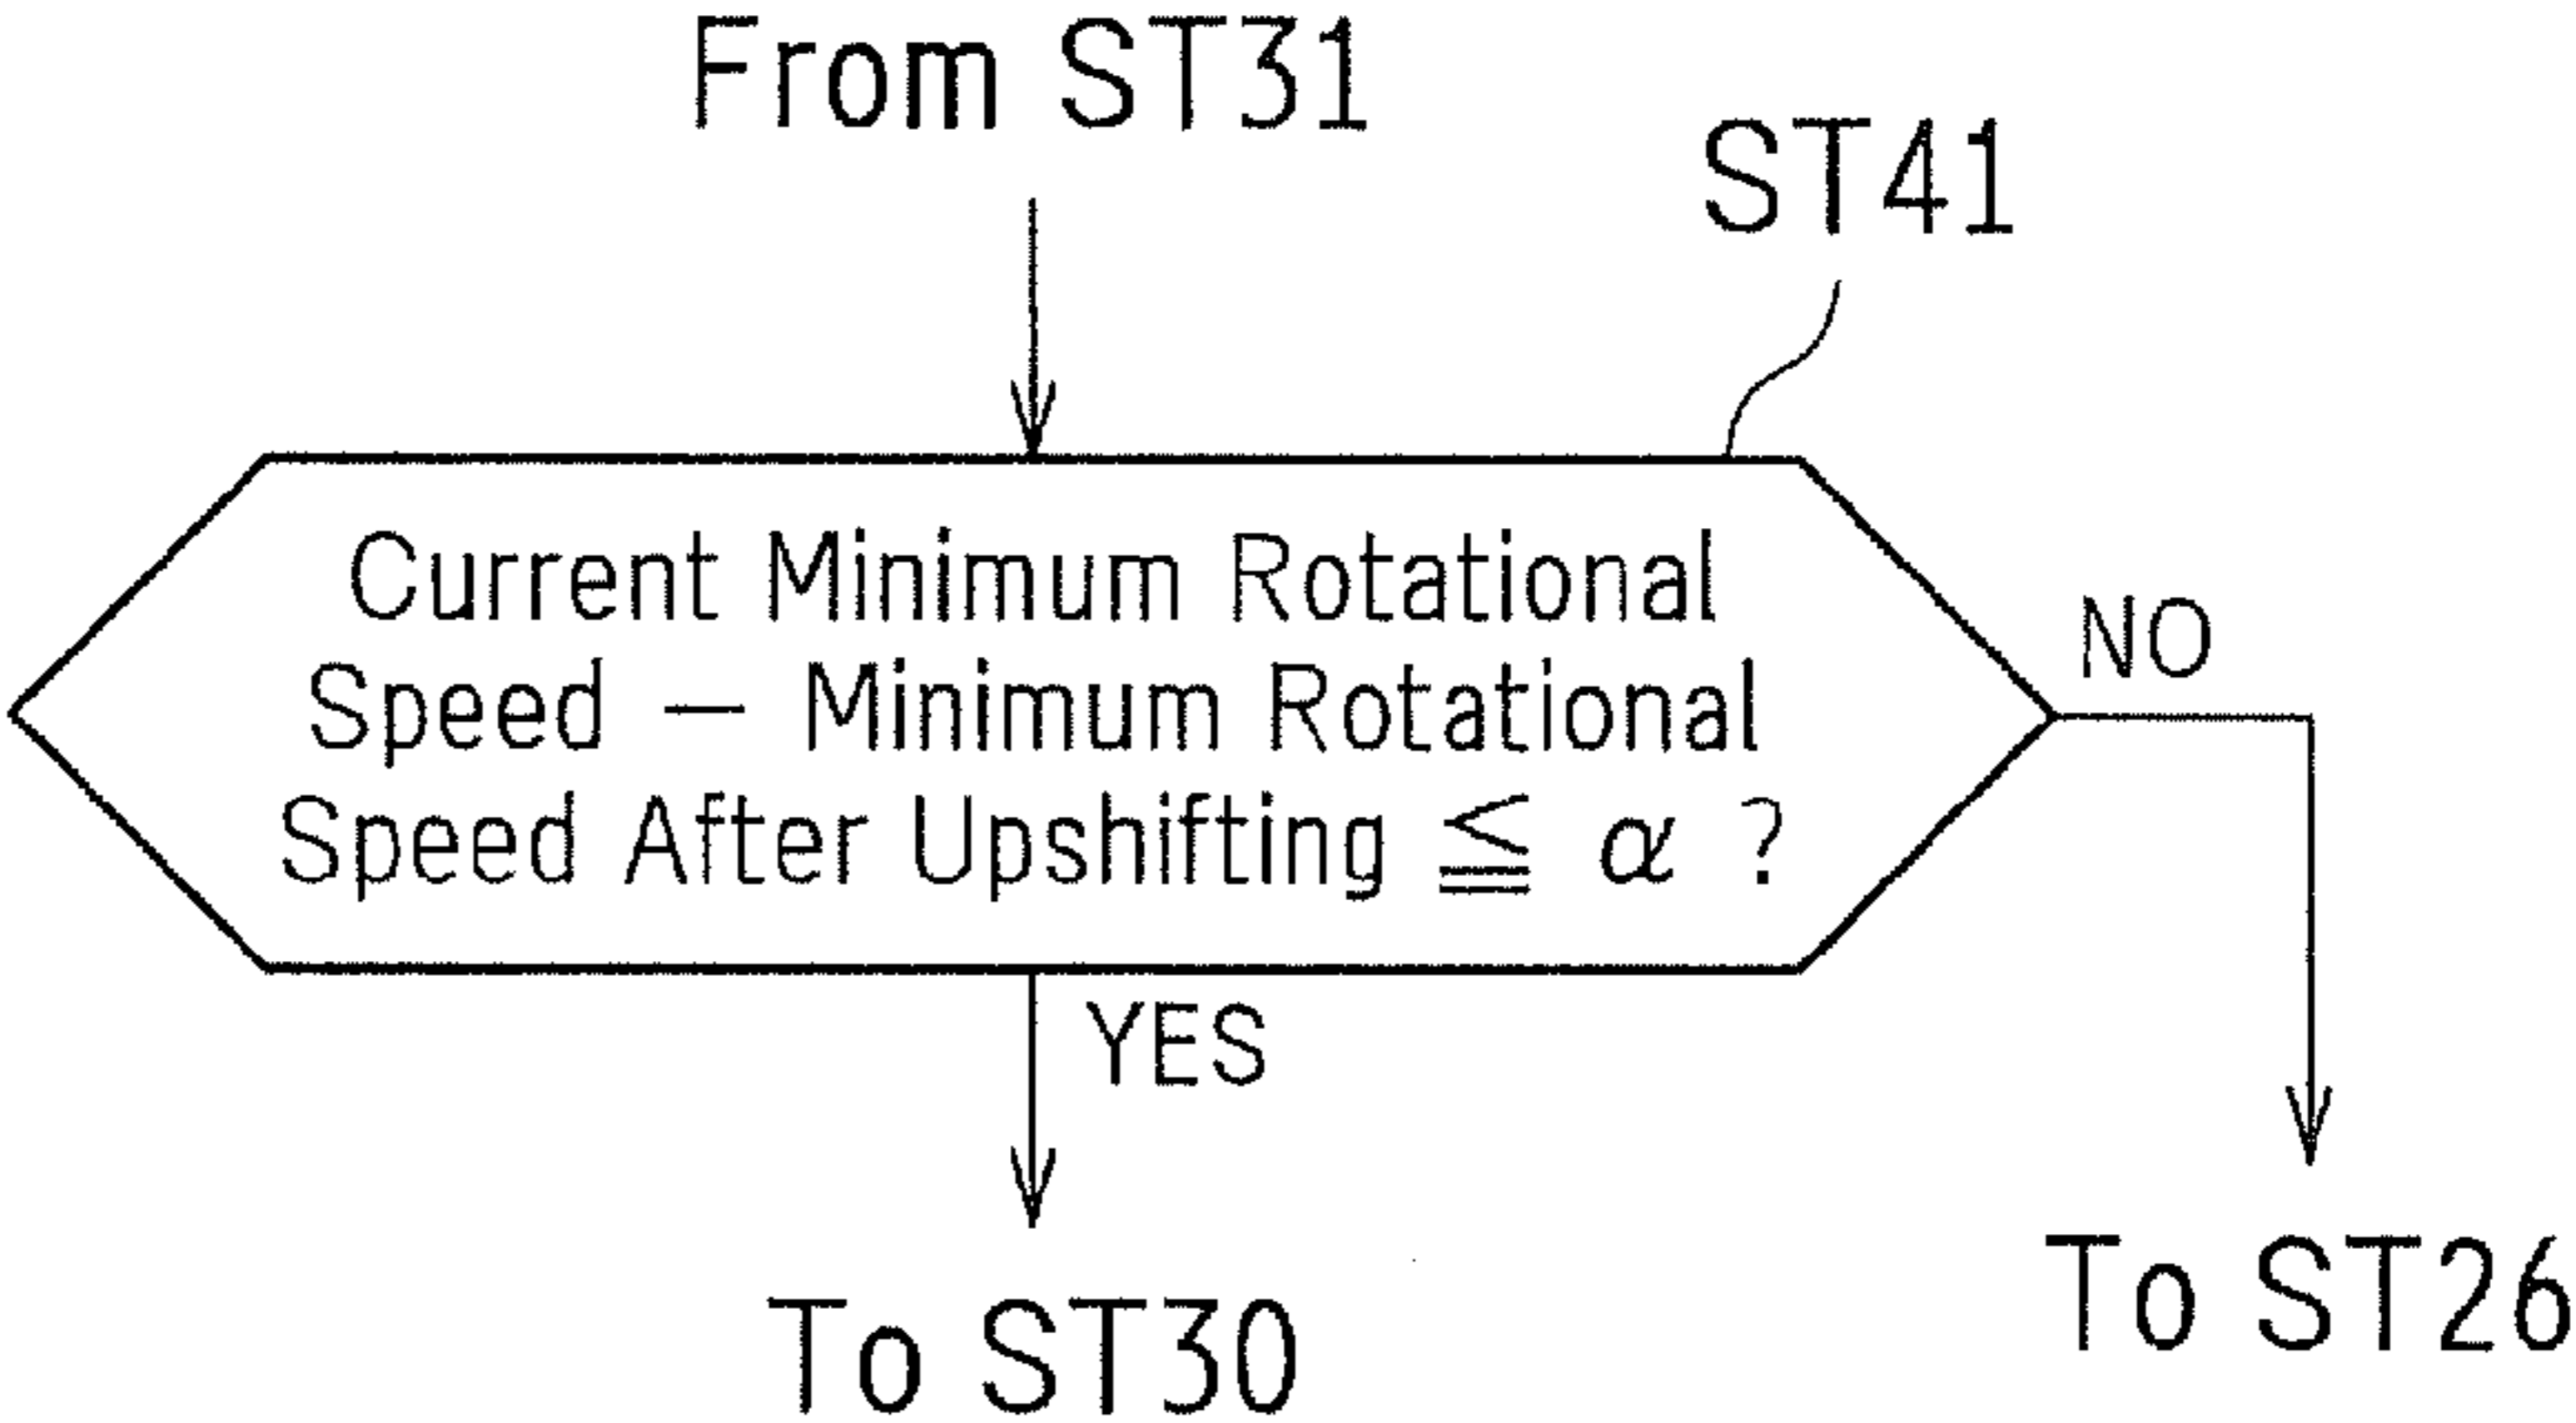 From ST31
ST41
Current Minimum Rotational
Speed — Minimum Rotational
Speed After Upshifting ≦ α ?
NO
YES
To ST30
To ST26